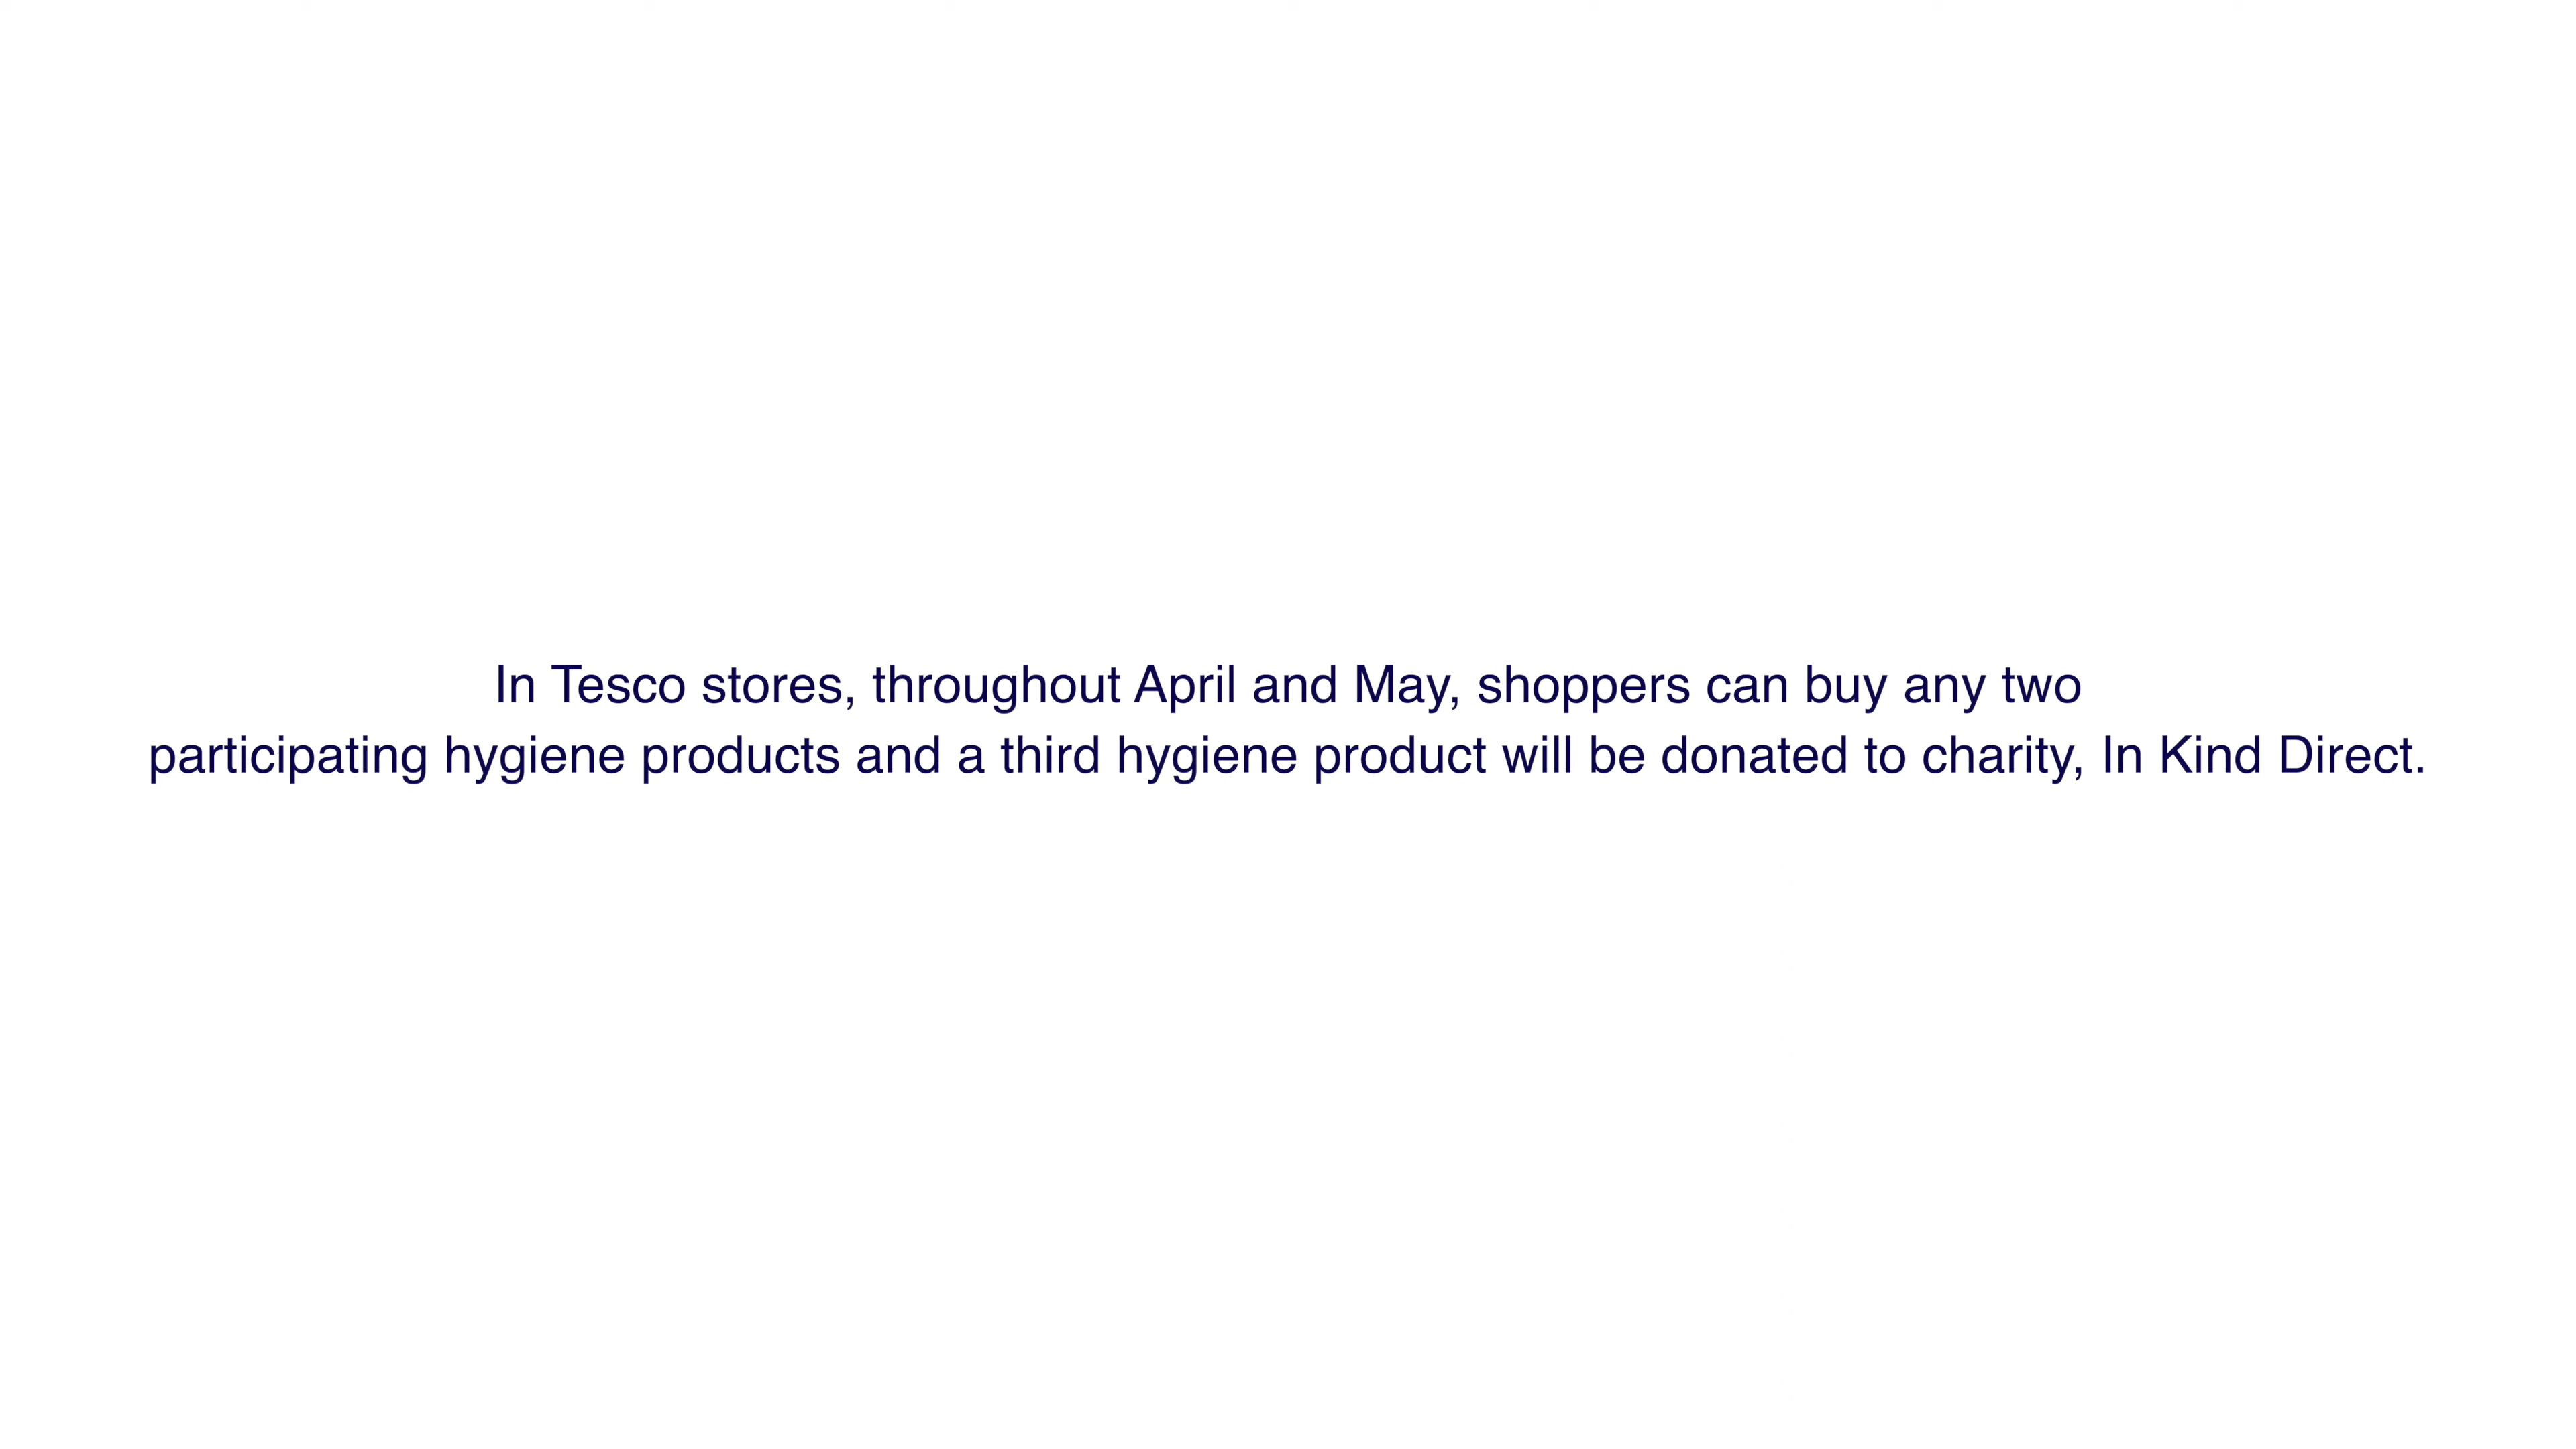 In Tesco stores, throughout April and May, shoppers can buy any two
participating hygiene products and a third hygiene product will be donated to charity, In Kind Direct.